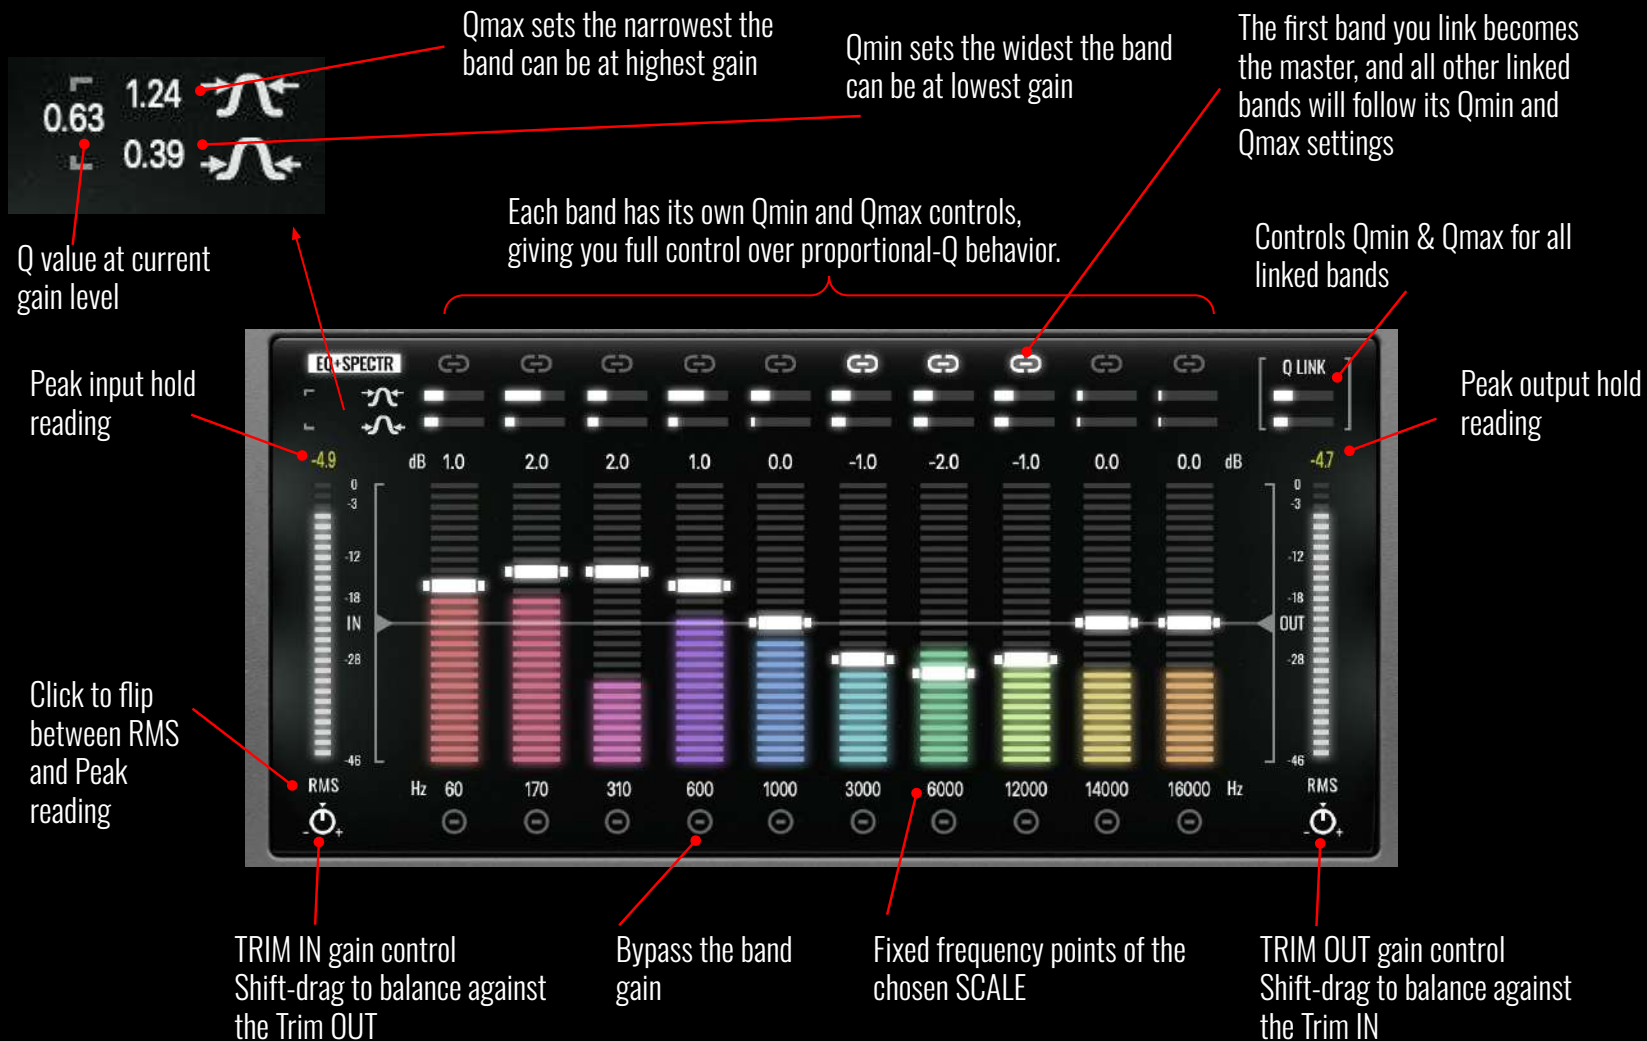 Qmax sets the narrowest the
band can be at highest gain
Qmin sets the widest the band
can be at lowest gain
The first band you link becomes
the master, and all other linked
bands will follow its Qmin and
Qmax settings
0.63
1.24
0.39
Q value at current
gain level
Each band has its own Qmin and Qmax controls,
giving you full control over proportional-Q behavior.
Controls Qmin & Qmax for all
linked bands
Peak input hold
reading
Peak output hold
reading
EQ+SPECTR
Q LINK
-4.9
dB 1.0 2.0 2.0 1.0 0.0 -1.0 -2.0 -1.0 0.0 0.0 dB
-4.7
0
-3
-12
-18
IN
-28
-46
0
-3
-12
-18
OUT
-28
-46
Click to flip
between RMS
and Peak
reading
RMS
Hz 60 170 310 600 1000 3000 6000 12000 14000 16000 Hz
RMS
- +
- +
TRIM IN gain control
Shift-drag to balance against
the Trim OUT
Bypass the band
gain
Fixed frequency points of the
chosen SCALE
TRIM OUT gain control
Shift-drag to balance against
the Trim IN